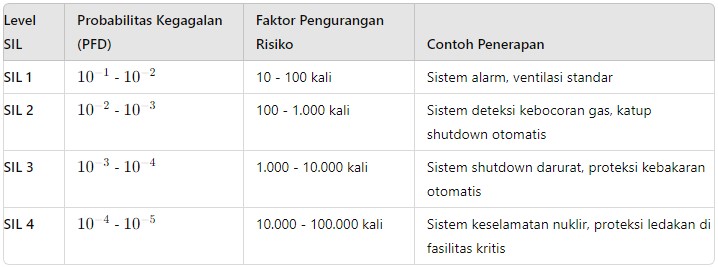 Level SIL | Probabilitas Kegagalan (PFD) | Faktor Pengurangan Risiko | Contoh Penerapan
SIL 1 | 10⁻¹ - 10⁻² | 10 - 100 kali | Sistem alarm, ventilasi standar
SIL 2 | 10⁻² - 10⁻³ | 100 - 1.000 kali | Sistem deteksi kebocoran gas, katup shutdown otomatis
SIL 3 | 10⁻³ - 10⁻⁴ | 1.000 - 10.000 kali | Sistem shutdown darurat, proteksi kebakaran otomatis
SIL 4 | 10⁻⁴ - 10⁻⁵ | 10.000 - 100.000 kali | Sistem keselamatan nuklir, proteksi ledakan di fasilitas kritis